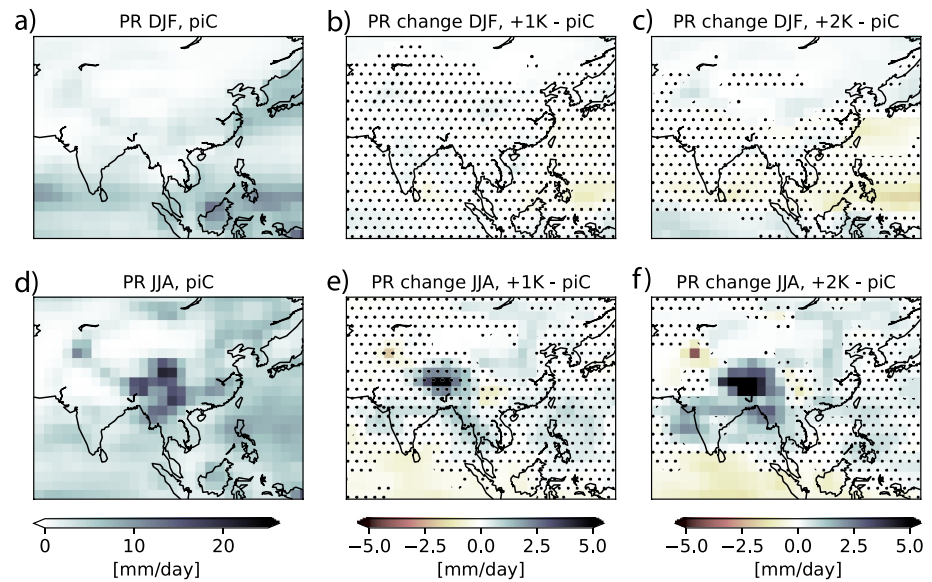 a) PR DJF, piC
b) PR change DJF, +1K - piC
c) PR change DJF, +2K - piC
d) PR JJA, piC
e) PR change JJA, +1K - piC
f) PR change JJA, +2K - piC
0 10 20
[mm/day]
−5.0 −2.5 0.0 2.5 5.0
[mm/day]
−5.0 −2.5 0.0 2.5 5.0
[mm/day]